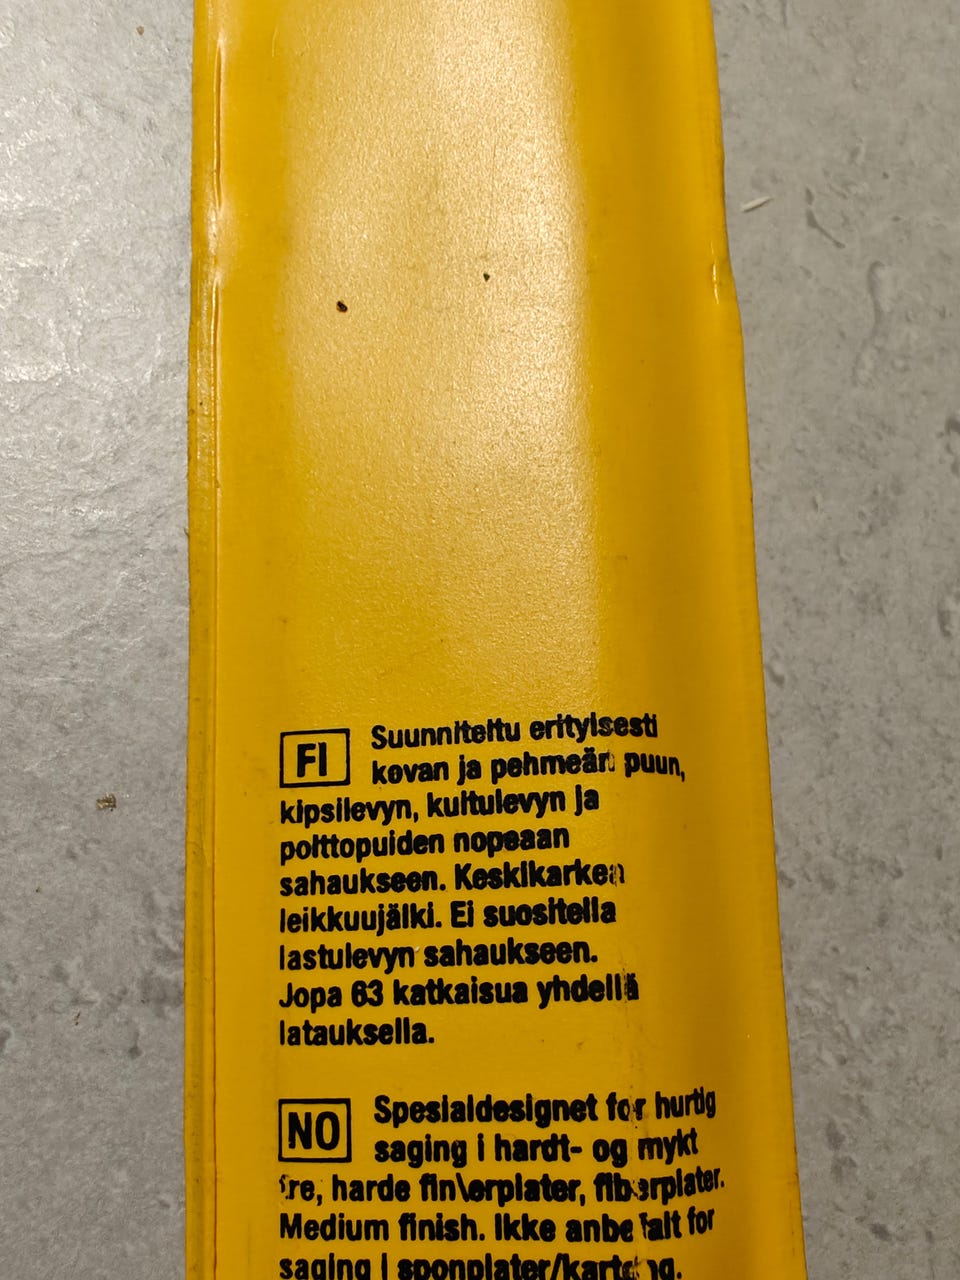 FI Suunniteltu erityisesti
kovan ja pehmeän puun,
kipsilevyn, kuitulevyn ja
polttopuiden nopeaan
sahaukseen. Keskikarkea
leikkuujälki. Ei suositella
lastulevyn sahaukseen.
Jopa 63 katkaisua yhdellä
latauksella.
NO Spesialdesignet for hurtig
saging i hardt- og mykt
tre, harde finérplater, fiberplater.
Medium finish. Ikke anbefalt for
saging i sponplater/kartong.